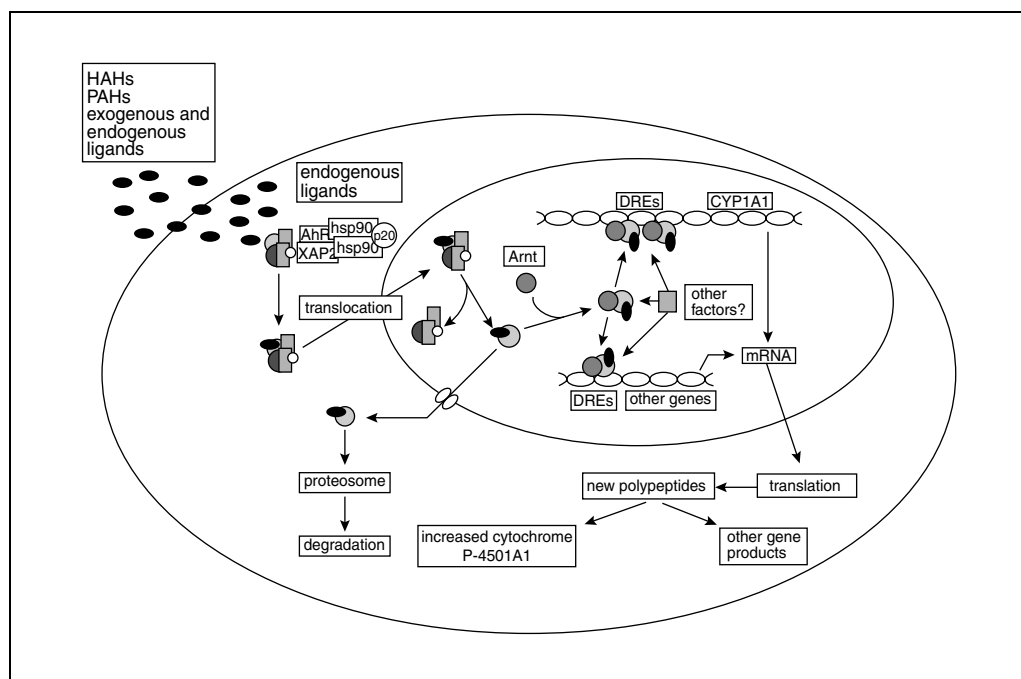 HAHs
PAHs
exogenous and
endogenous
ligands
endogenous
ligands
AhR
hsp90
p20
XAP2
hsp90
translocation
Arnt
DREs
CYP1A1
other
factors?
mRNA
DREs
other genes
proteosome
degradation
new polypeptides
translation
increased cytochrome
P-4501A1
other gene
products